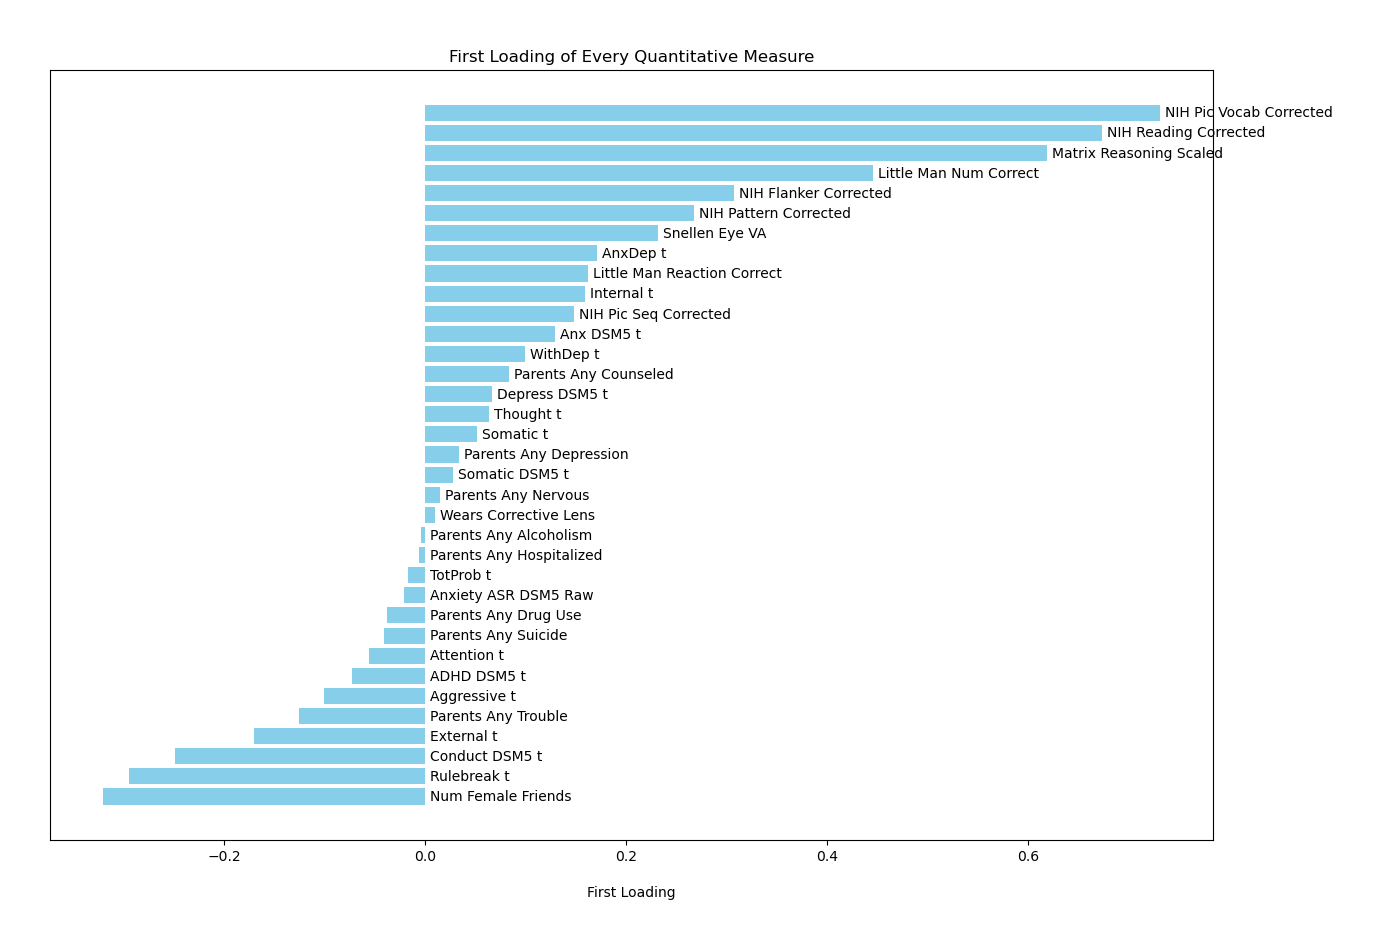 First Loading of Every Quantitative Measure
NIH Pic Vocab Corrected
NIH Reading Corrected
Matrix Reasoning Scaled
Little Man Num Correct
NIH Flanker Corrected
NIH Pattern Corrected
Snellen Eye VA
AnxDep t
Little Man Reaction Correct
Internal t
NIH Pic Seq Corrected
Anx DSM5 t
WithDep t
Parents Any Counseled
Depress DSM5 t
Thought t
Somatic t
Parents Any Depression
Somatic DSM5 t
Parents Any Nervous
Wears Corrective Lens
Parents Any Alcoholism
Parents Any Hospitalized
TotProb t
Anxiety ASR DSM5 Raw
Parents Any Drug Use
Parents Any Suicide
Attention t
ADHD DSM5 t
Aggressive t
Parents Any Trouble
External t
Conduct DSM5 t
Rulebreak t
Num Female Friends
−0.2 0.0 0.2 0.4 0.6
First Loading